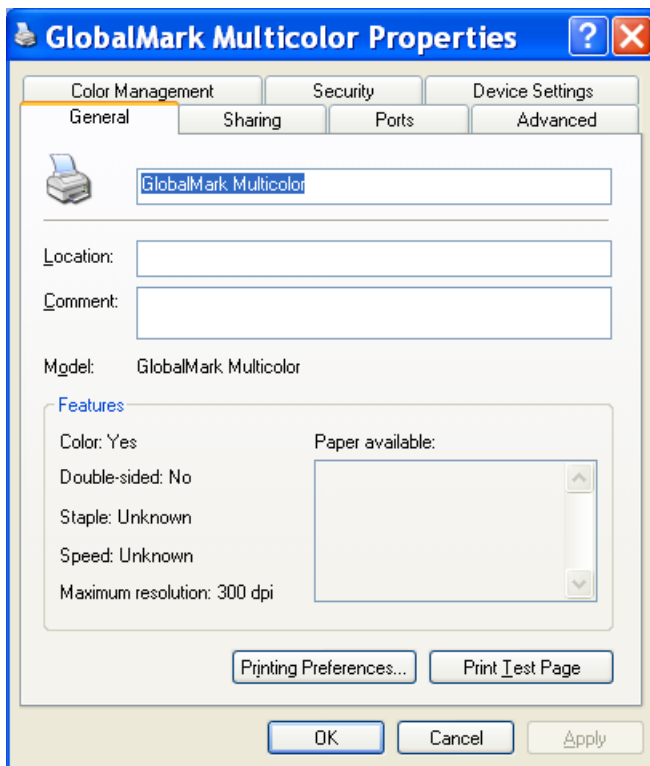 GlobalMark Multicolor Properties
?
Color Management Security Device Settings
General Sharing Ports Advanced
GlobalMark Multicolor
Location:
Comment:
Model: GlobalMark Multicolor
Features
Color: Yes Paper available:
Double-sided: No
Staple: Unknown
Speed: Unknown
Maximum resolution: 300 dpi
Printing Preferences... Print Test Page
OK Cancel Apply